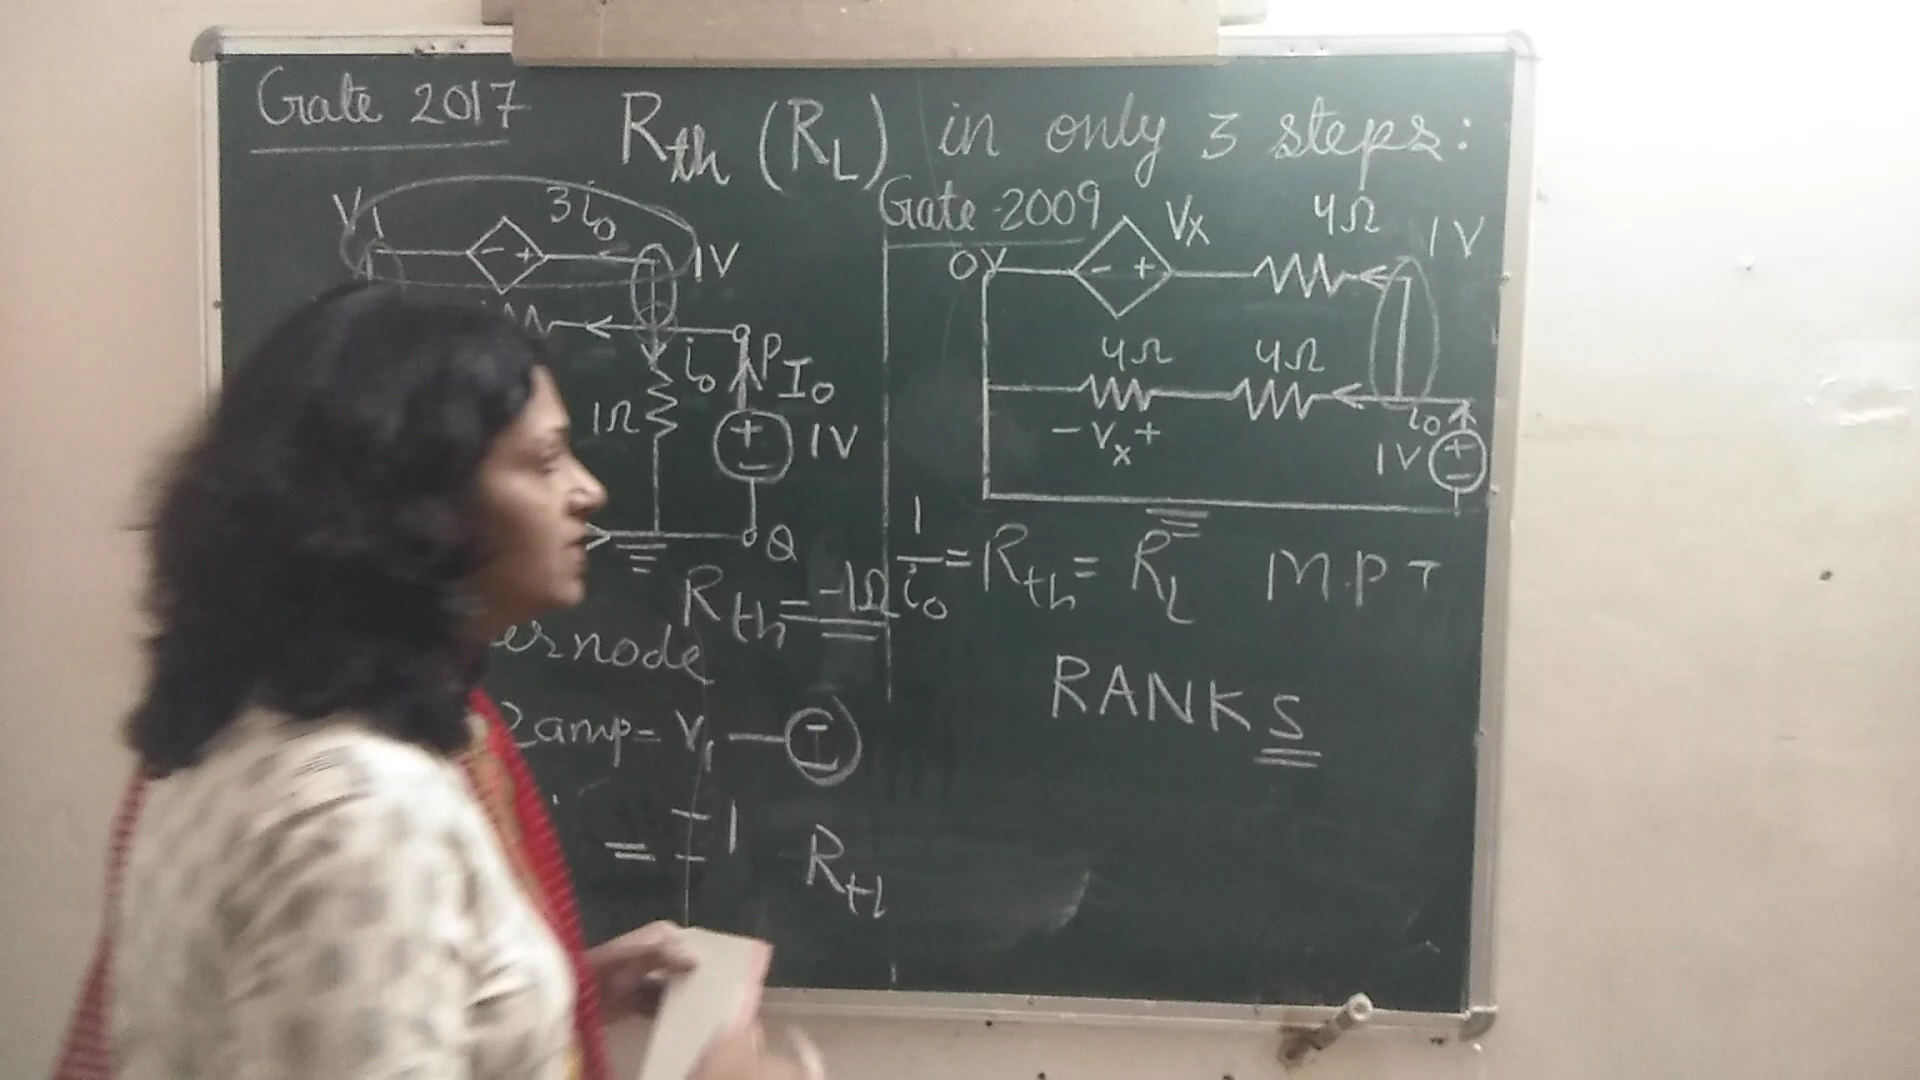 Gate 2017
Rth (RL) in only 3 steps:
V1
3i0
1V
i0
P
I0
1Ω
+
-
1V
Q
Rth = -1Ω
ernode
2amp = V1 — I
= -1
Rth
Gate-2009
0V
- +
Vx
4Ω
1V
4Ω
4Ω
- Vx +
i0
1V
+
-
1/i0 = Rth = RL M.P.T
RANKS